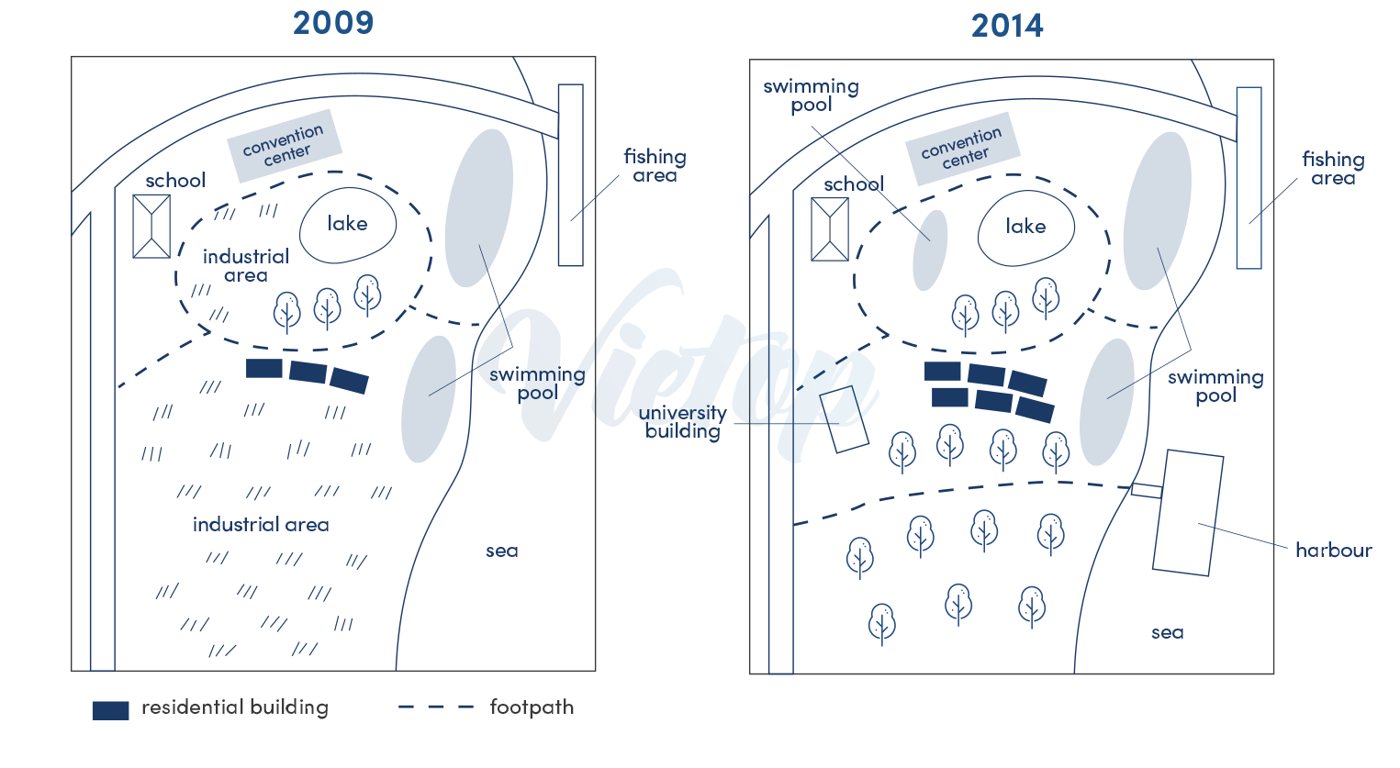 2009
convention
center
school
lake
industrial
area
fishing
area
swimming
pool
industrial area
sea
residential building
footpath
2014
swimming
pool
convention
center
school
lake
fishing
area
swimming
pool
university
building
harbour
sea
Vietop